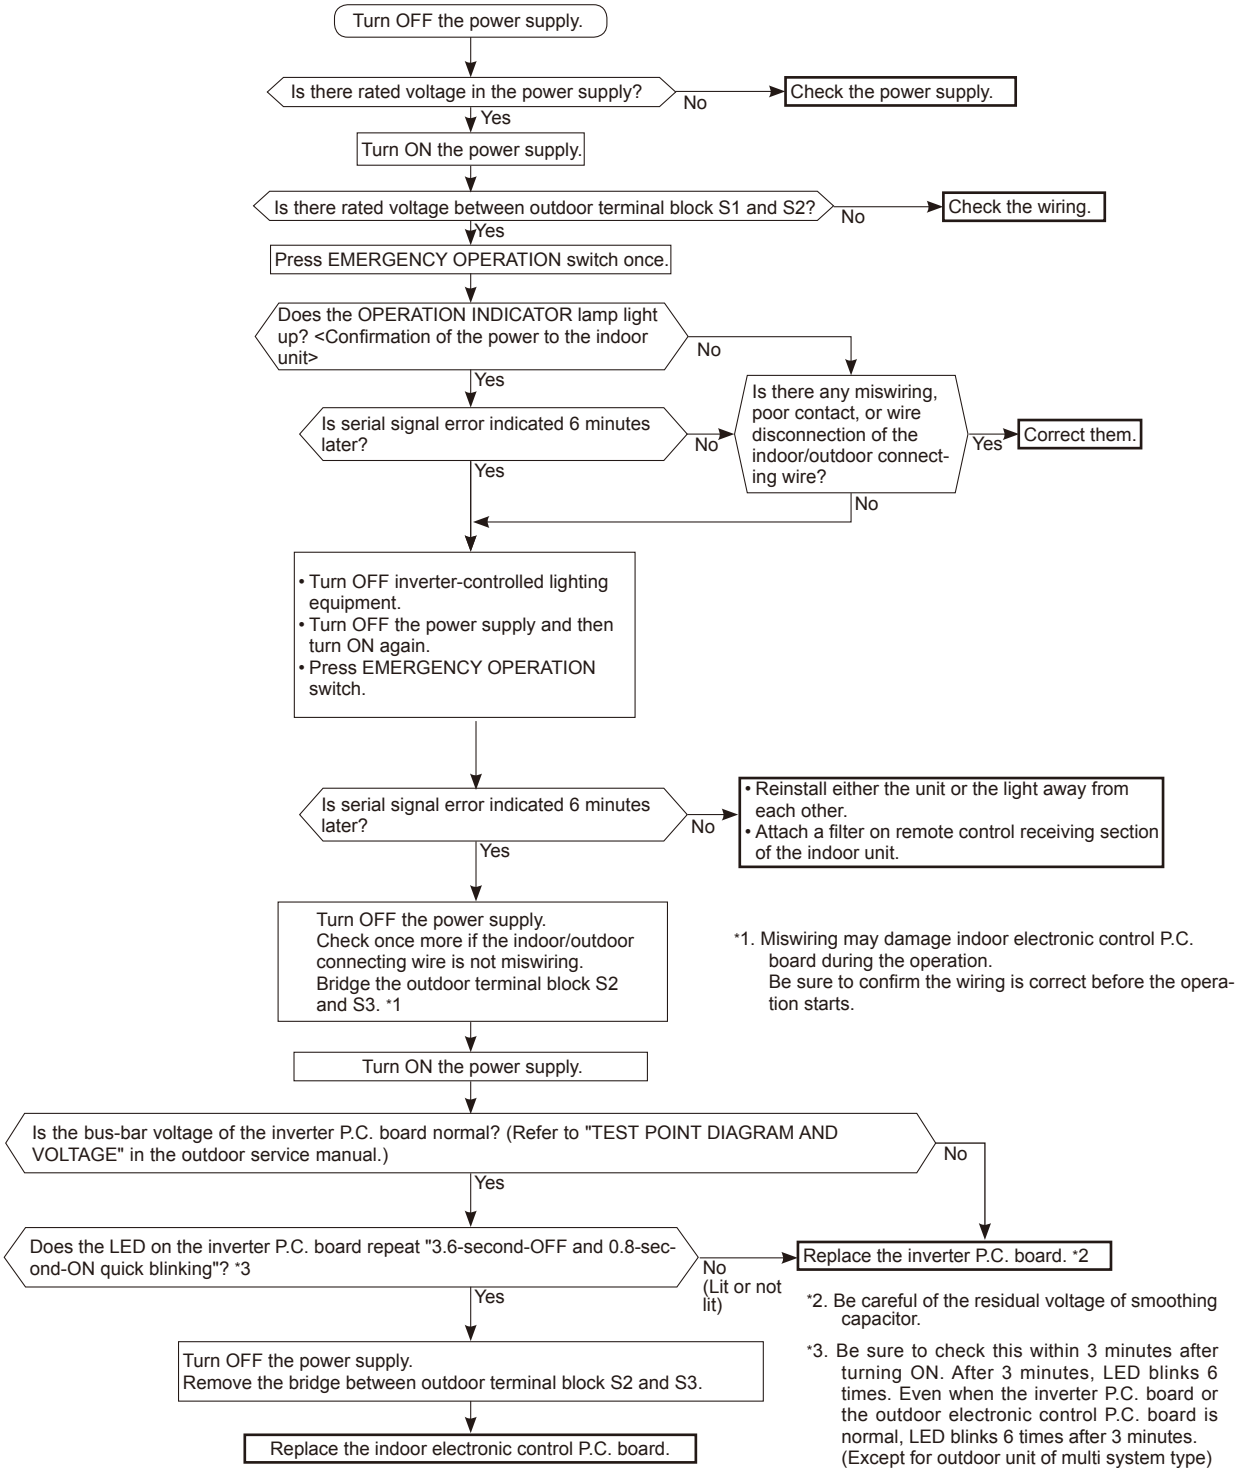 Turn OFF the power supply.
Is there rated voltage in the power supply?
No
Check the power supply.
Yes
Turn ON the power supply.
Is there rated voltage between outdoor terminal block S1 and S2?
No
Check the wiring.
Yes
Press EMERGENCY OPERATION switch once.
Does the OPERATION INDICATOR lamp light
up? <Confirmation of the power to the indoor
unit>
No
Yes
Is there any miswiring,
poor contact, or wire
disconnection of the
indoor/outdoor connect-
ing wire?
Yes
Correct them.
No
Is serial signal error indicated 6 minutes
later?
No
Yes
• Turn OFF inverter-controlled lighting
equipment.
• Turn OFF the power supply and then
turn ON again.
• Press EMERGENCY OPERATION
switch.
Is serial signal error indicated 6 minutes
later?
No
• Reinstall either the unit or the light away from
each other.
• Attach a filter on remote control receiving section
of the indoor unit.
Yes
Turn OFF the power supply.
Check once more if the indoor/outdoor
connecting wire is not miswiring.
Bridge the outdoor terminal block S2
and S3. *1
*1. Miswiring may damage indoor electronic control P.C.
board during the operation.
Be sure to confirm the wiring is correct before the opera-
tion starts.
Turn ON the power supply.
Is the bus-bar voltage of the inverter P.C. board normal? (Refer to "TEST POINT DIAGRAM AND
VOLTAGE" in the outdoor service manual.)
No
Yes
Does the LED on the inverter P.C. board repeat "3.6-second-OFF and 0.8-sec-
ond-ON quick blinking"? *3
No
(Lit or not
lit)
Replace the inverter P.C. board. *2
Yes
*2. Be careful of the residual voltage of smoothing
capacitor.
*3. Be sure to check this within 3 minutes after
turning ON. After 3 minutes, LED blinks 6
times. Even when the inverter P.C. board or
the outdoor electronic control P.C. board is
normal, LED blinks 6 times after 3 minutes.
(Except for outdoor unit of multi system type)
Turn OFF the power supply.
Remove the bridge between outdoor terminal block S2 and S3.
Replace the indoor electronic control P.C. board.